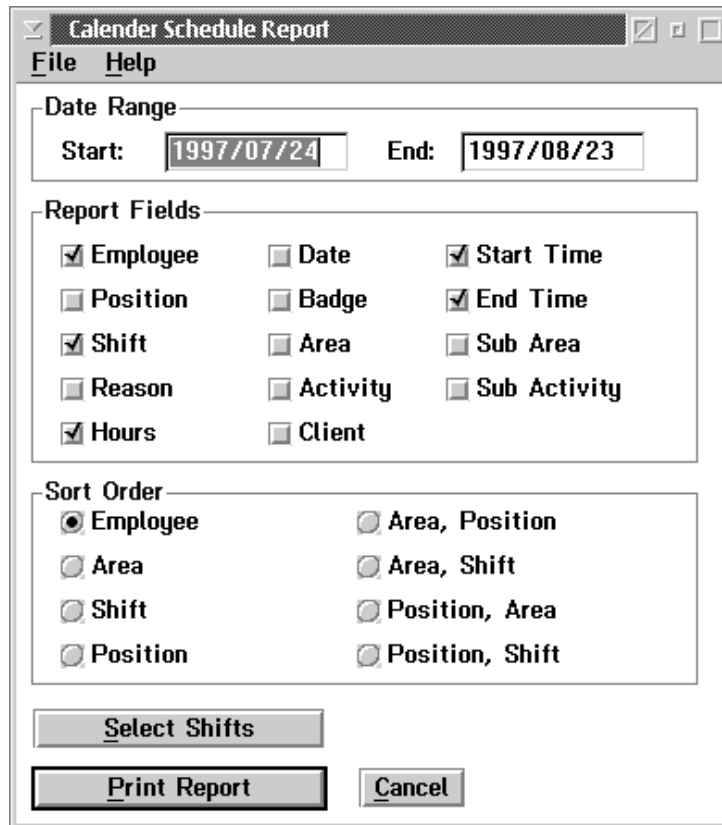 Calender Schedule Report
File Help
Date Range
Start: 1997/07/24 End: 1997/08/23
Report Fields
Employee Date Start Time
Position Badge End Time
Shift Area Sub Area
Reason Activity Sub Activity
Hours Client
Sort Order
Employee Area, Position
Area Area, Shift
Shift Position, Area
Position Position, Shift
Select Shifts
Print Report Cancel